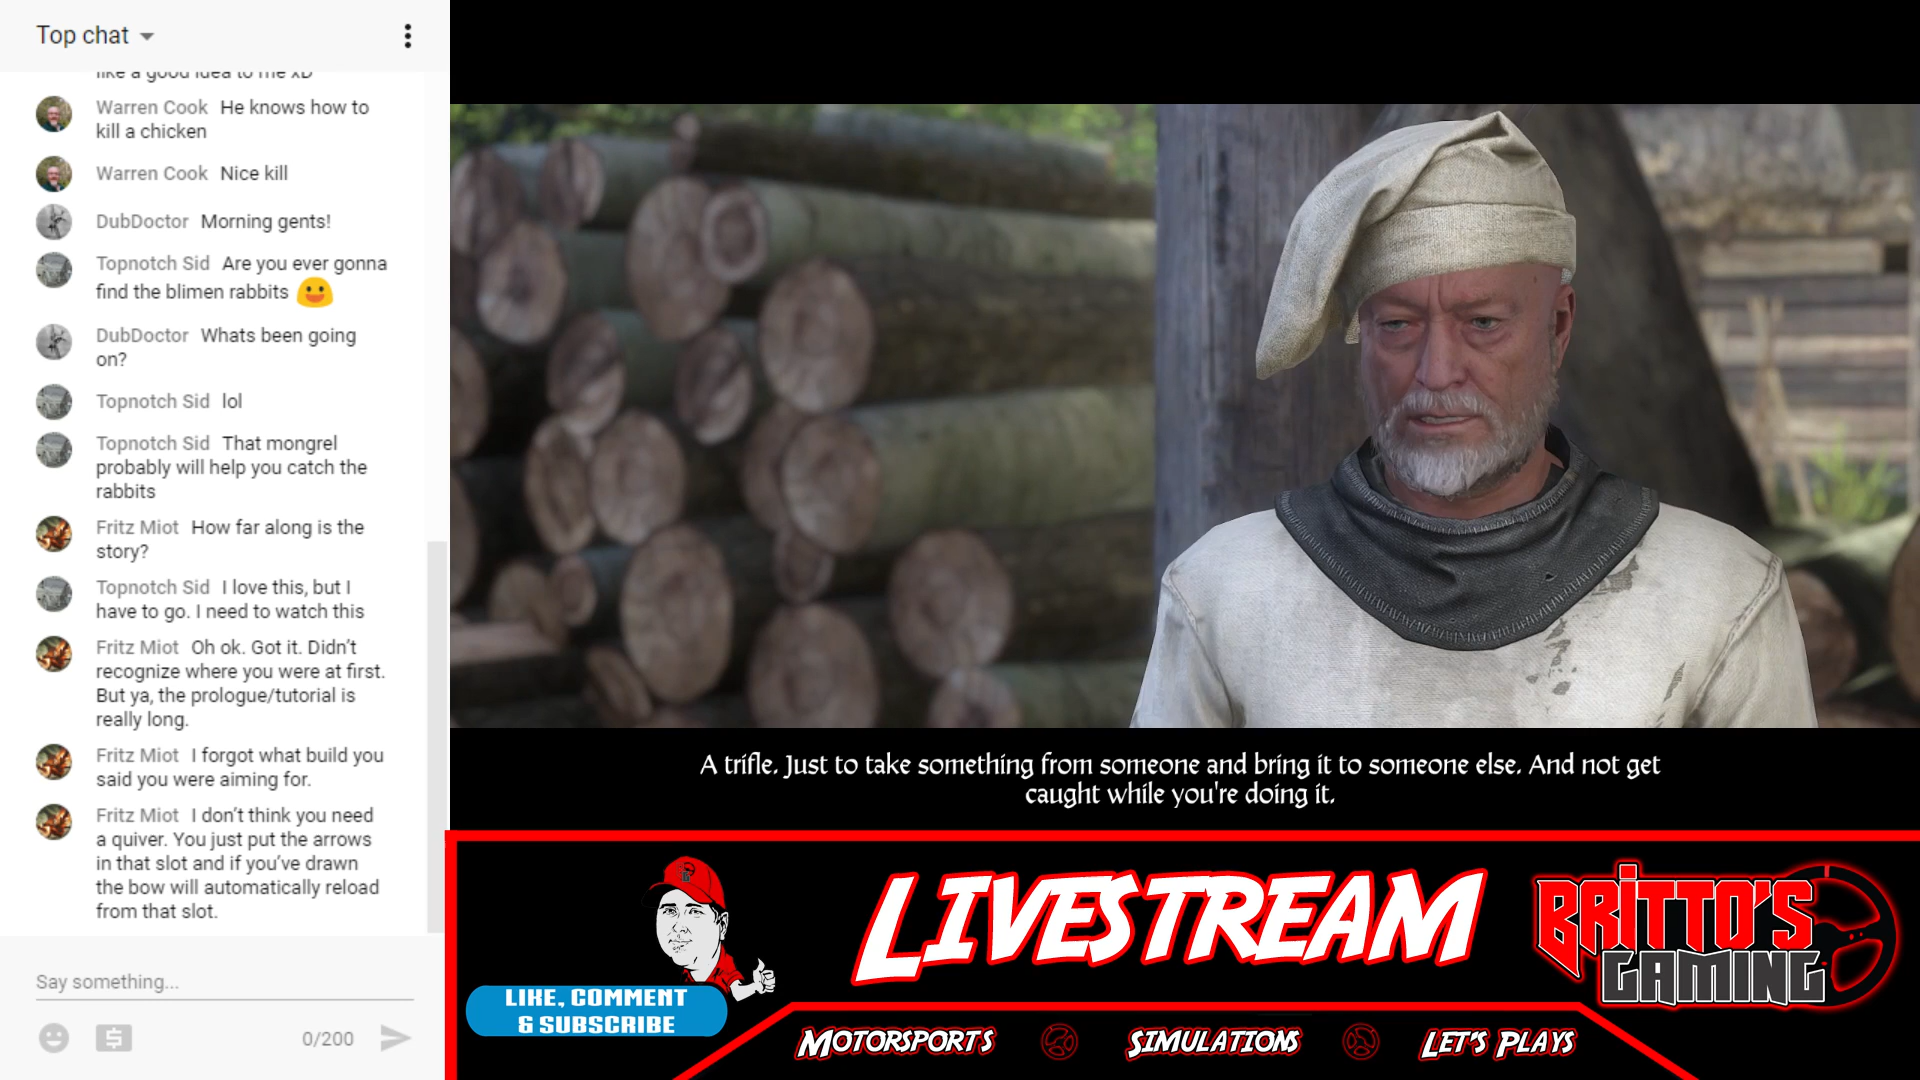 Top chat
like a good idea to me xD
Warren Cook He knows how to
kill a chicken
Warren Cook Nice kill
DubDoctor Morning gents!
Topnotch Sid Are you ever gonna
find the blimen rabbits
DubDoctor Whats been going
on?
Topnotch Sid lol
Topnotch Sid That mongrel
probably will help you catch the
rabbits
Fritz Miot How far along is the
story?
Topnotch Sid I love this, but I
have to go. I need to watch this
Fritz Miot Oh ok. Got it. Didn’t
recognize where you were at first.
But ya, the prologue/tutorial is
really long.
Fritz Miot I forgot what build you
said you were aiming for.
Fritz Miot I don’t think you need
a quiver. You just put the arrows
in that slot and if you’ve drawn
the bow will automatically reload
from that slot.
Say something...
0/200
A trifle. Just to take something from someone and bring it to someone else. And not get
caught while you're doing it.
LIKE, COMMENT
& SUBSCRIBE
LIVESTREAM
BRITTO'S
GAMING
MOTORSPORTS
SIMULATIONS
LET'S PLAYS